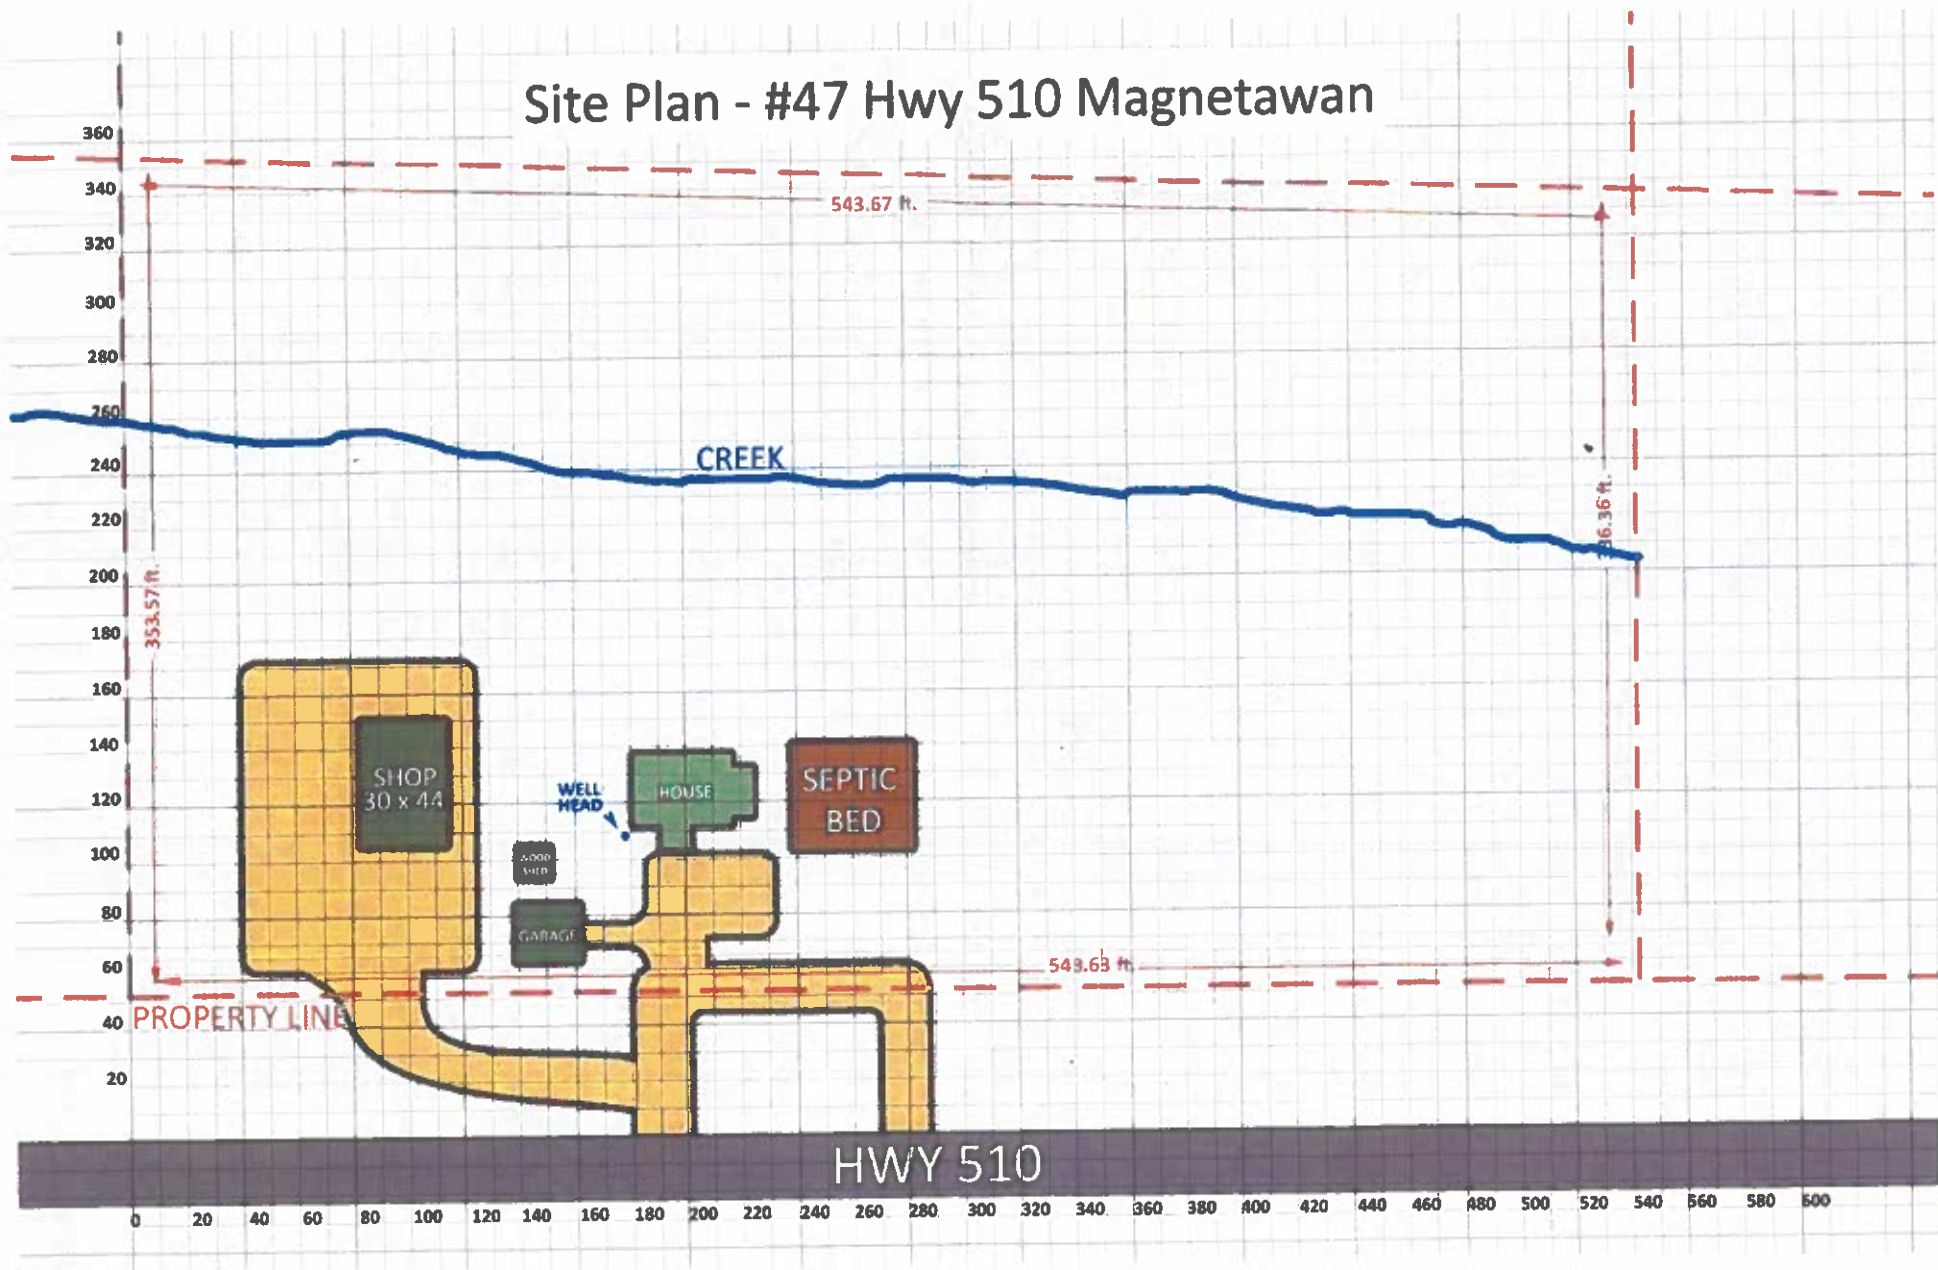 Site Plan - #47 Hwy 510 Magnetawan
360
340
543.67 ft.
320
300
280
260
240
CREEK
220
200
353.57 ft.
180
160
140
SHOP
30 x 44
120
WELL
HEAD
HOUSE
SEPTIC
BED
100
WOOD
SHED
80
GARAGE
60
549.63 ft.
40
PROPERTY LINE
20
HWY 510
0 20 40 60 80 100 120 140 160 180 200 220 240 260 280 300 320 340 360 380 400 420 440 460 480 500 520 540 560 580 600